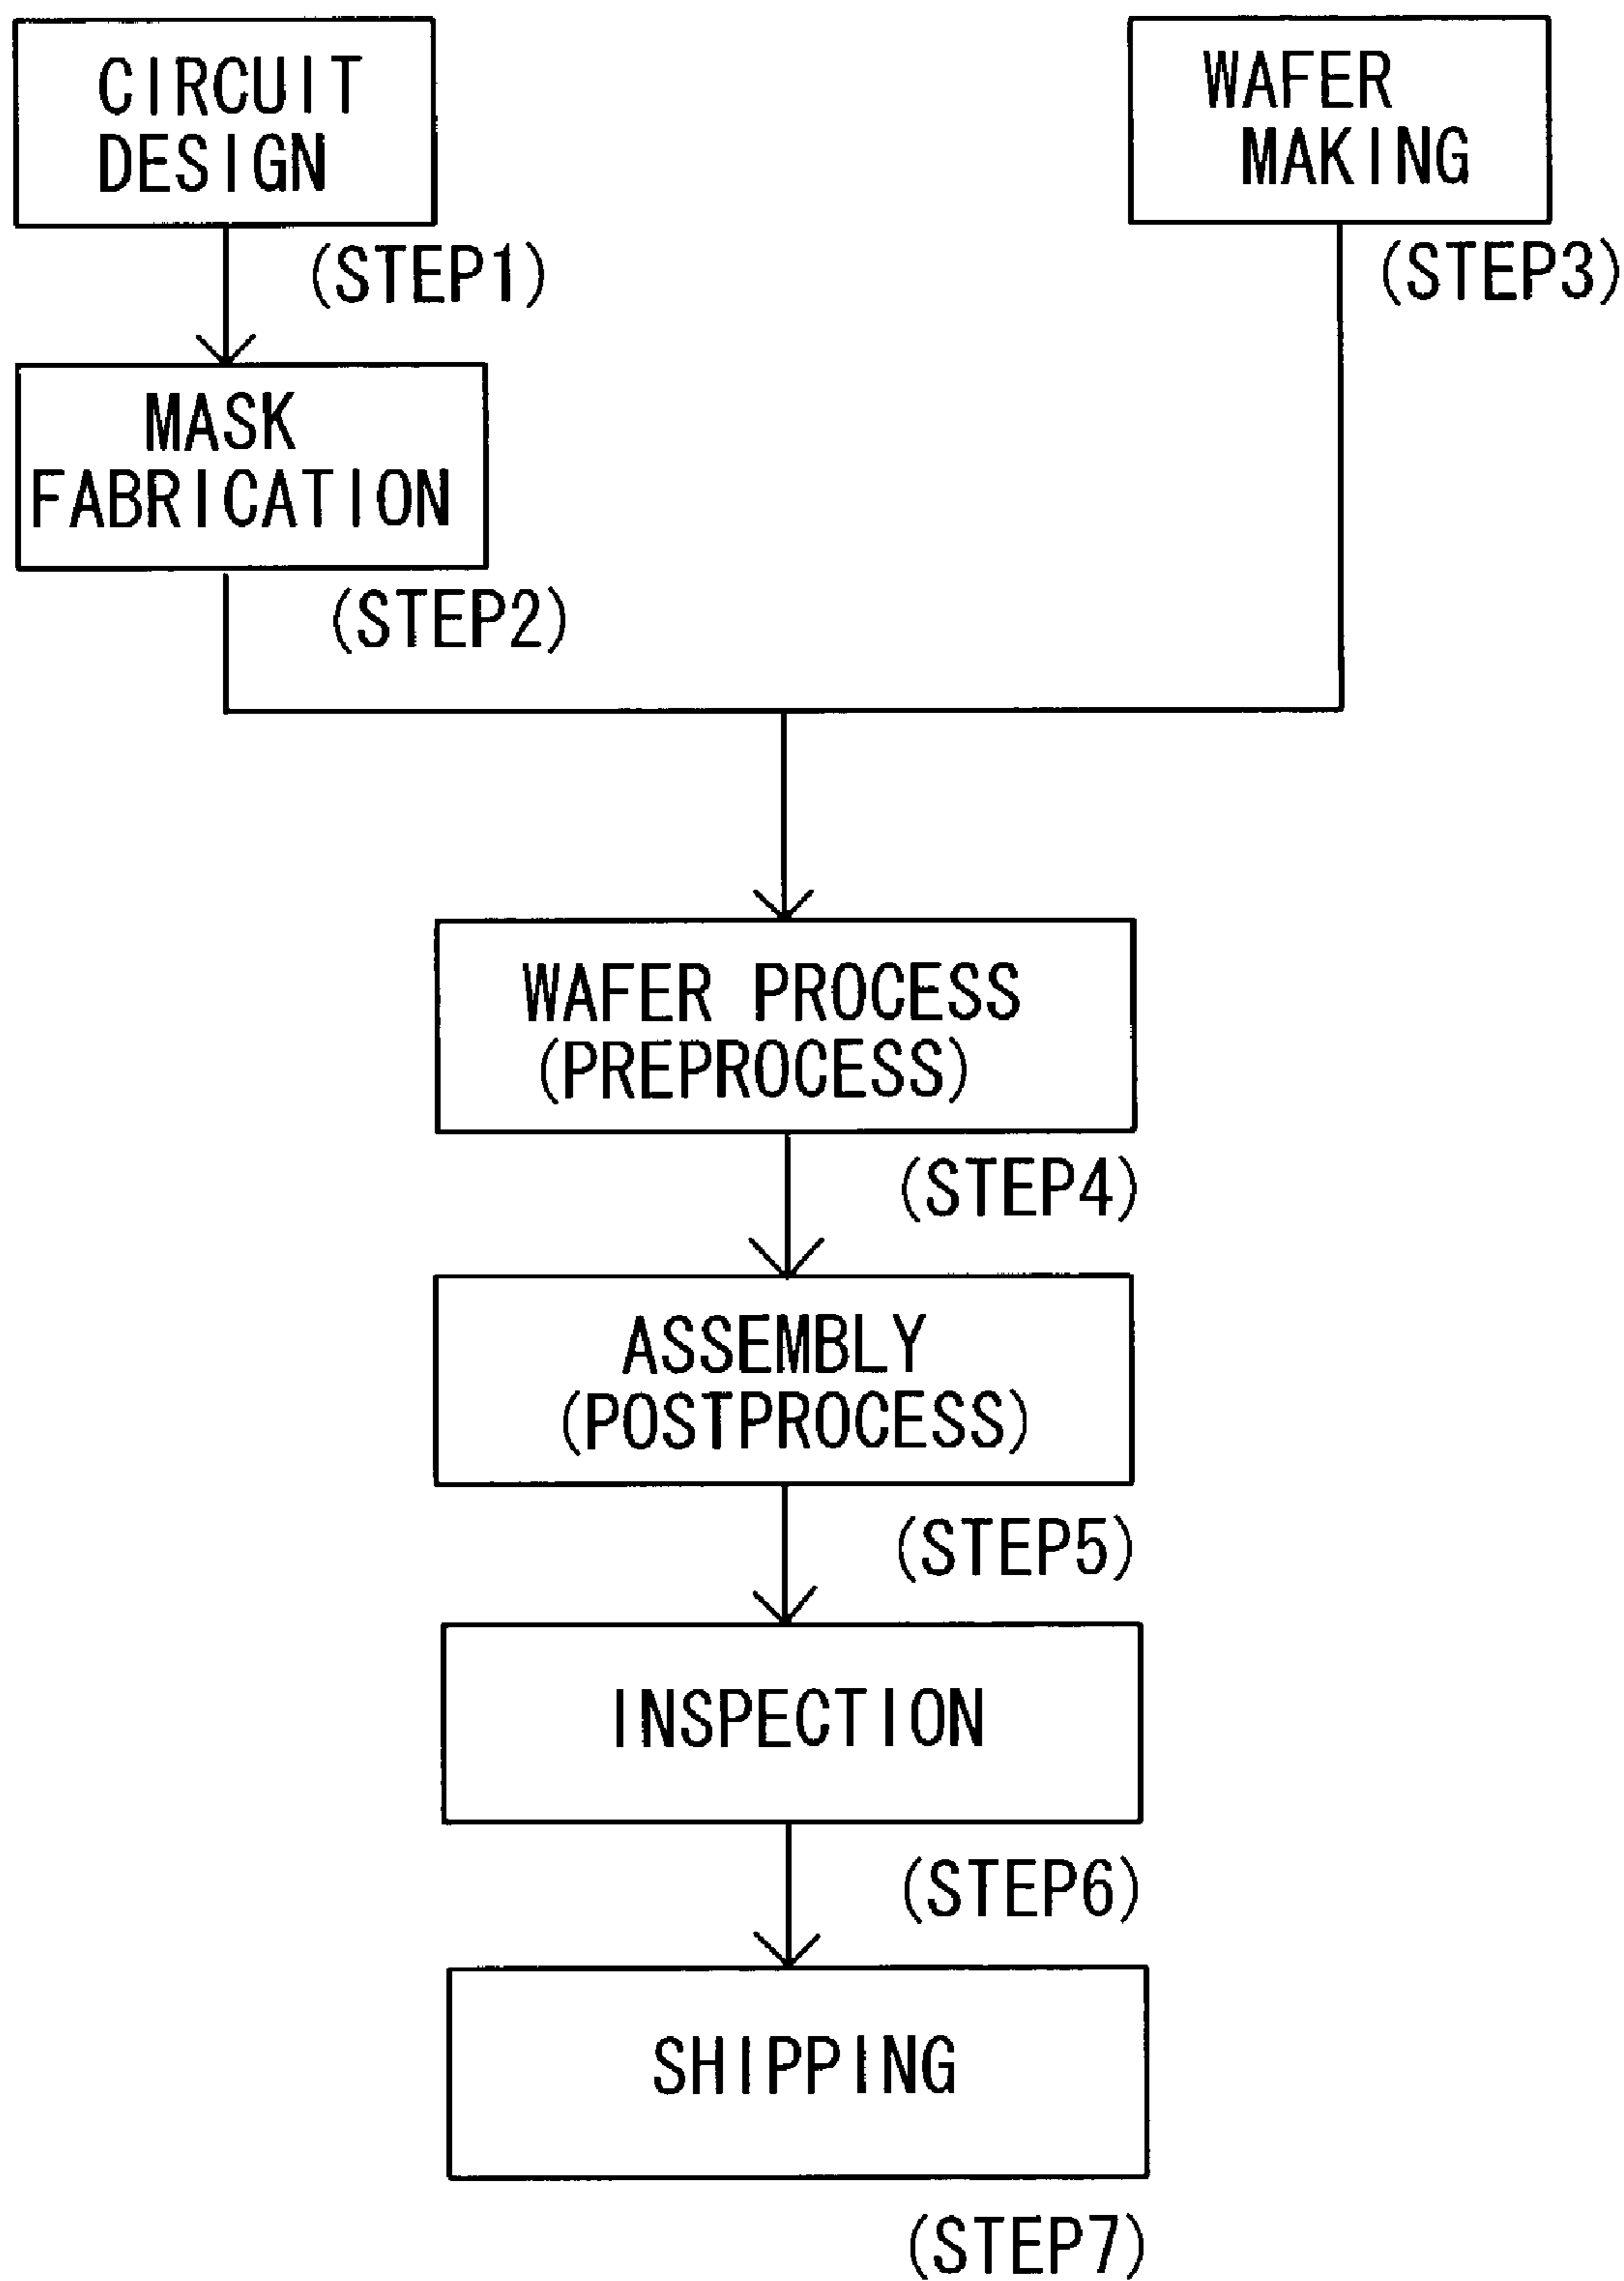 CIRCUIT
DESIGN
(STEP1)
MASK
FABRICATION
(STEP2)
WAFER
MAKING
(STEP3)
WAFER PROCESS
(PREPROCESS)
(STEP4)
ASSEMBLY
(POSTPROCESS)
(STEP5)
INSPECTION
(STEP6)
SHIPPING
(STEP7)